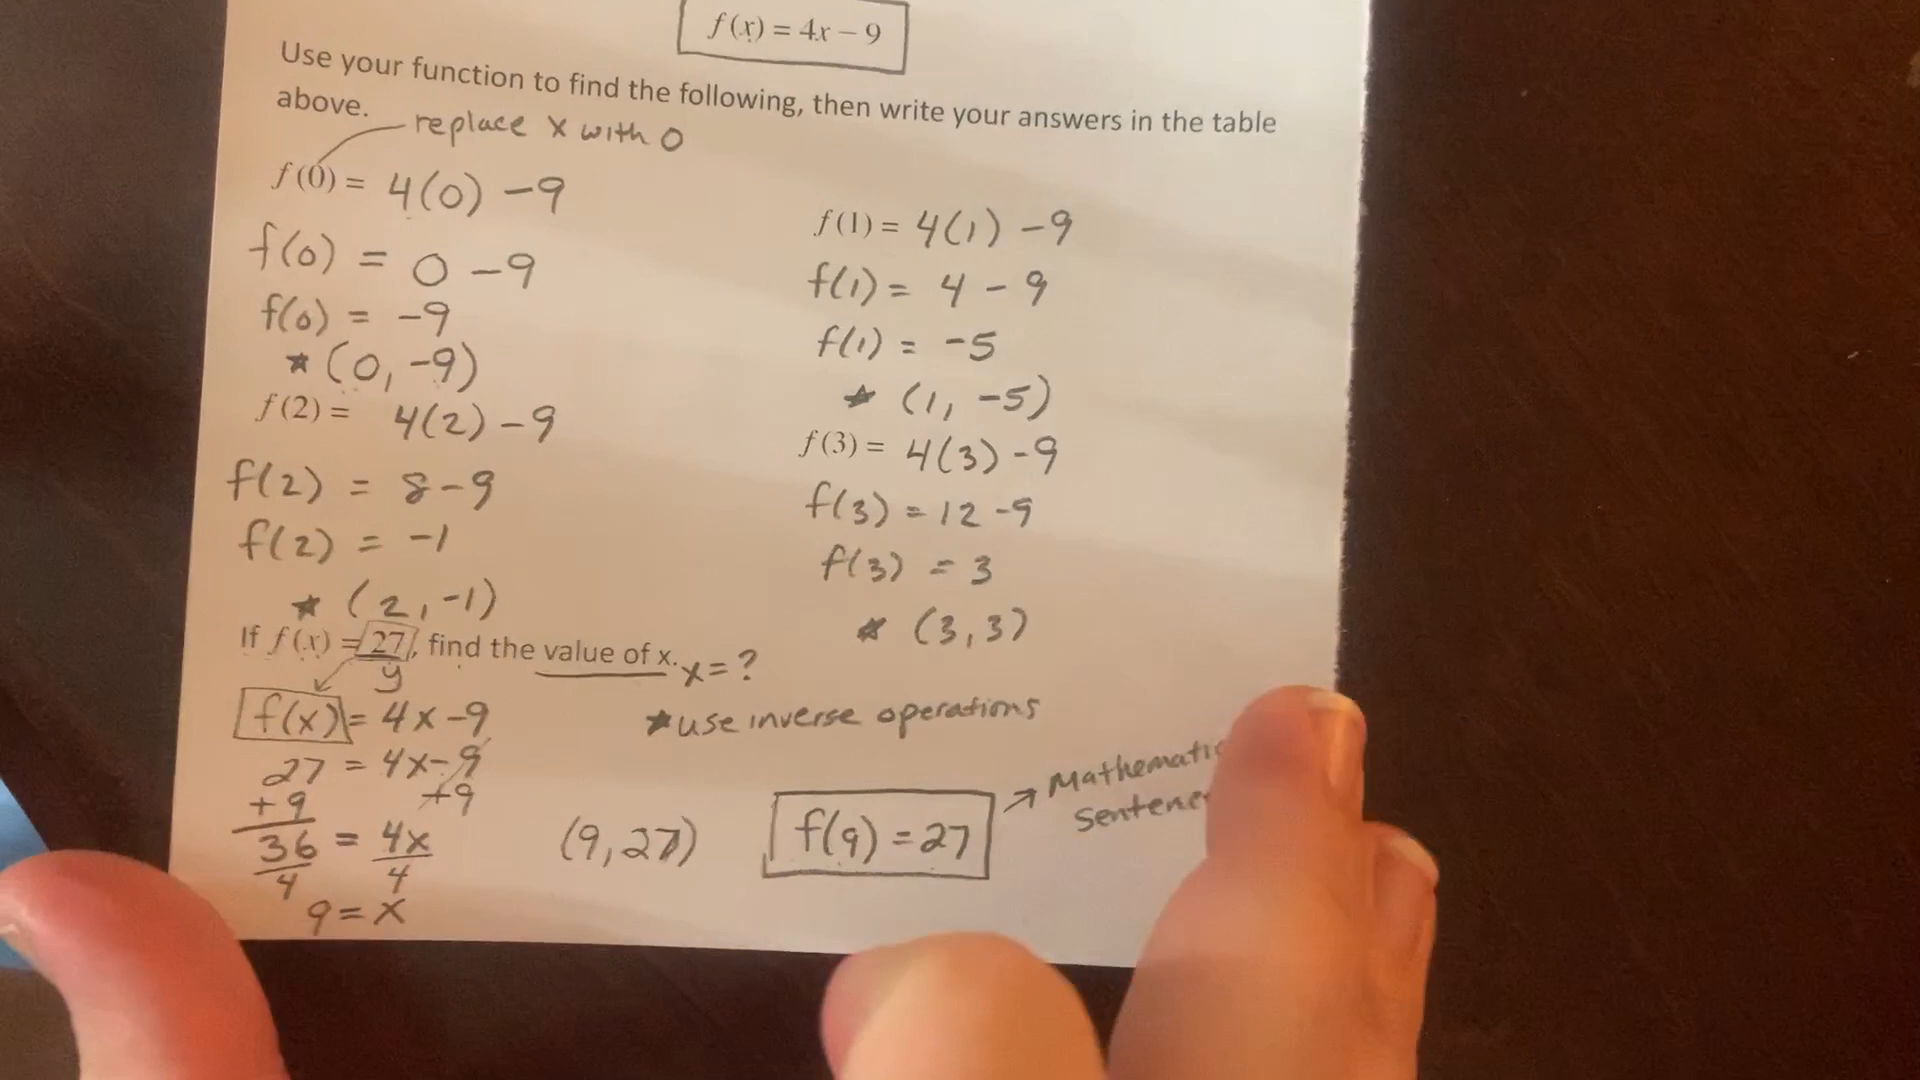 f(x) = 4x – 9
Use your function to find the following, then write your answers in the table
above.
replace x with 0
f(0) = 4(0) -9
f(0) = 0 -9
f(0) = -9
* (0, -9)
f(2) = 4(2) -9
f(2) = 8-9
f(2) = -1
* (2, -1)
f(1) = 4(1) -9
f(1) = 4 - 9
f(1) = -5
* (1, -5)
f(3) = 4(3) -9
f(3) = 12 -9
f(3) = 3
* (3,3)
If f(x) = 27, find the value of x. x=?
y
f(x) = 4x -9
27 = 4x-9
+9 +9
36 = 4x
4 4
9=x
*use inverse operations
(9,27)
f(9) = 27